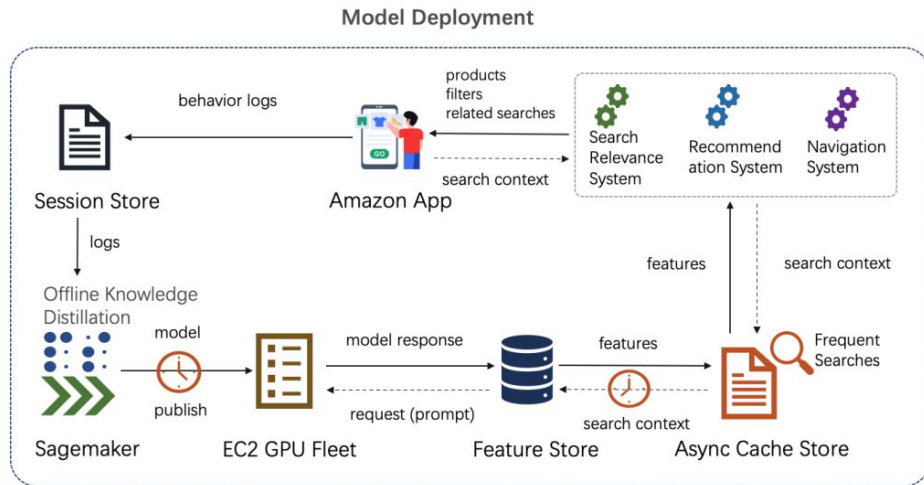 Model Deployment
behavior logs
products
filters
related searches
search context
Session Store
Amazon App
GO
Search
Relevance
System
Recommend
ation System
Navigation
System
logs
features
search context
Offline Knowledge
Distillation
model
publish
model response
request (prompt)
features
search context
Frequent
Searches
Sagemaker
EC2 GPU Fleet
Feature Store
Async Cache Store